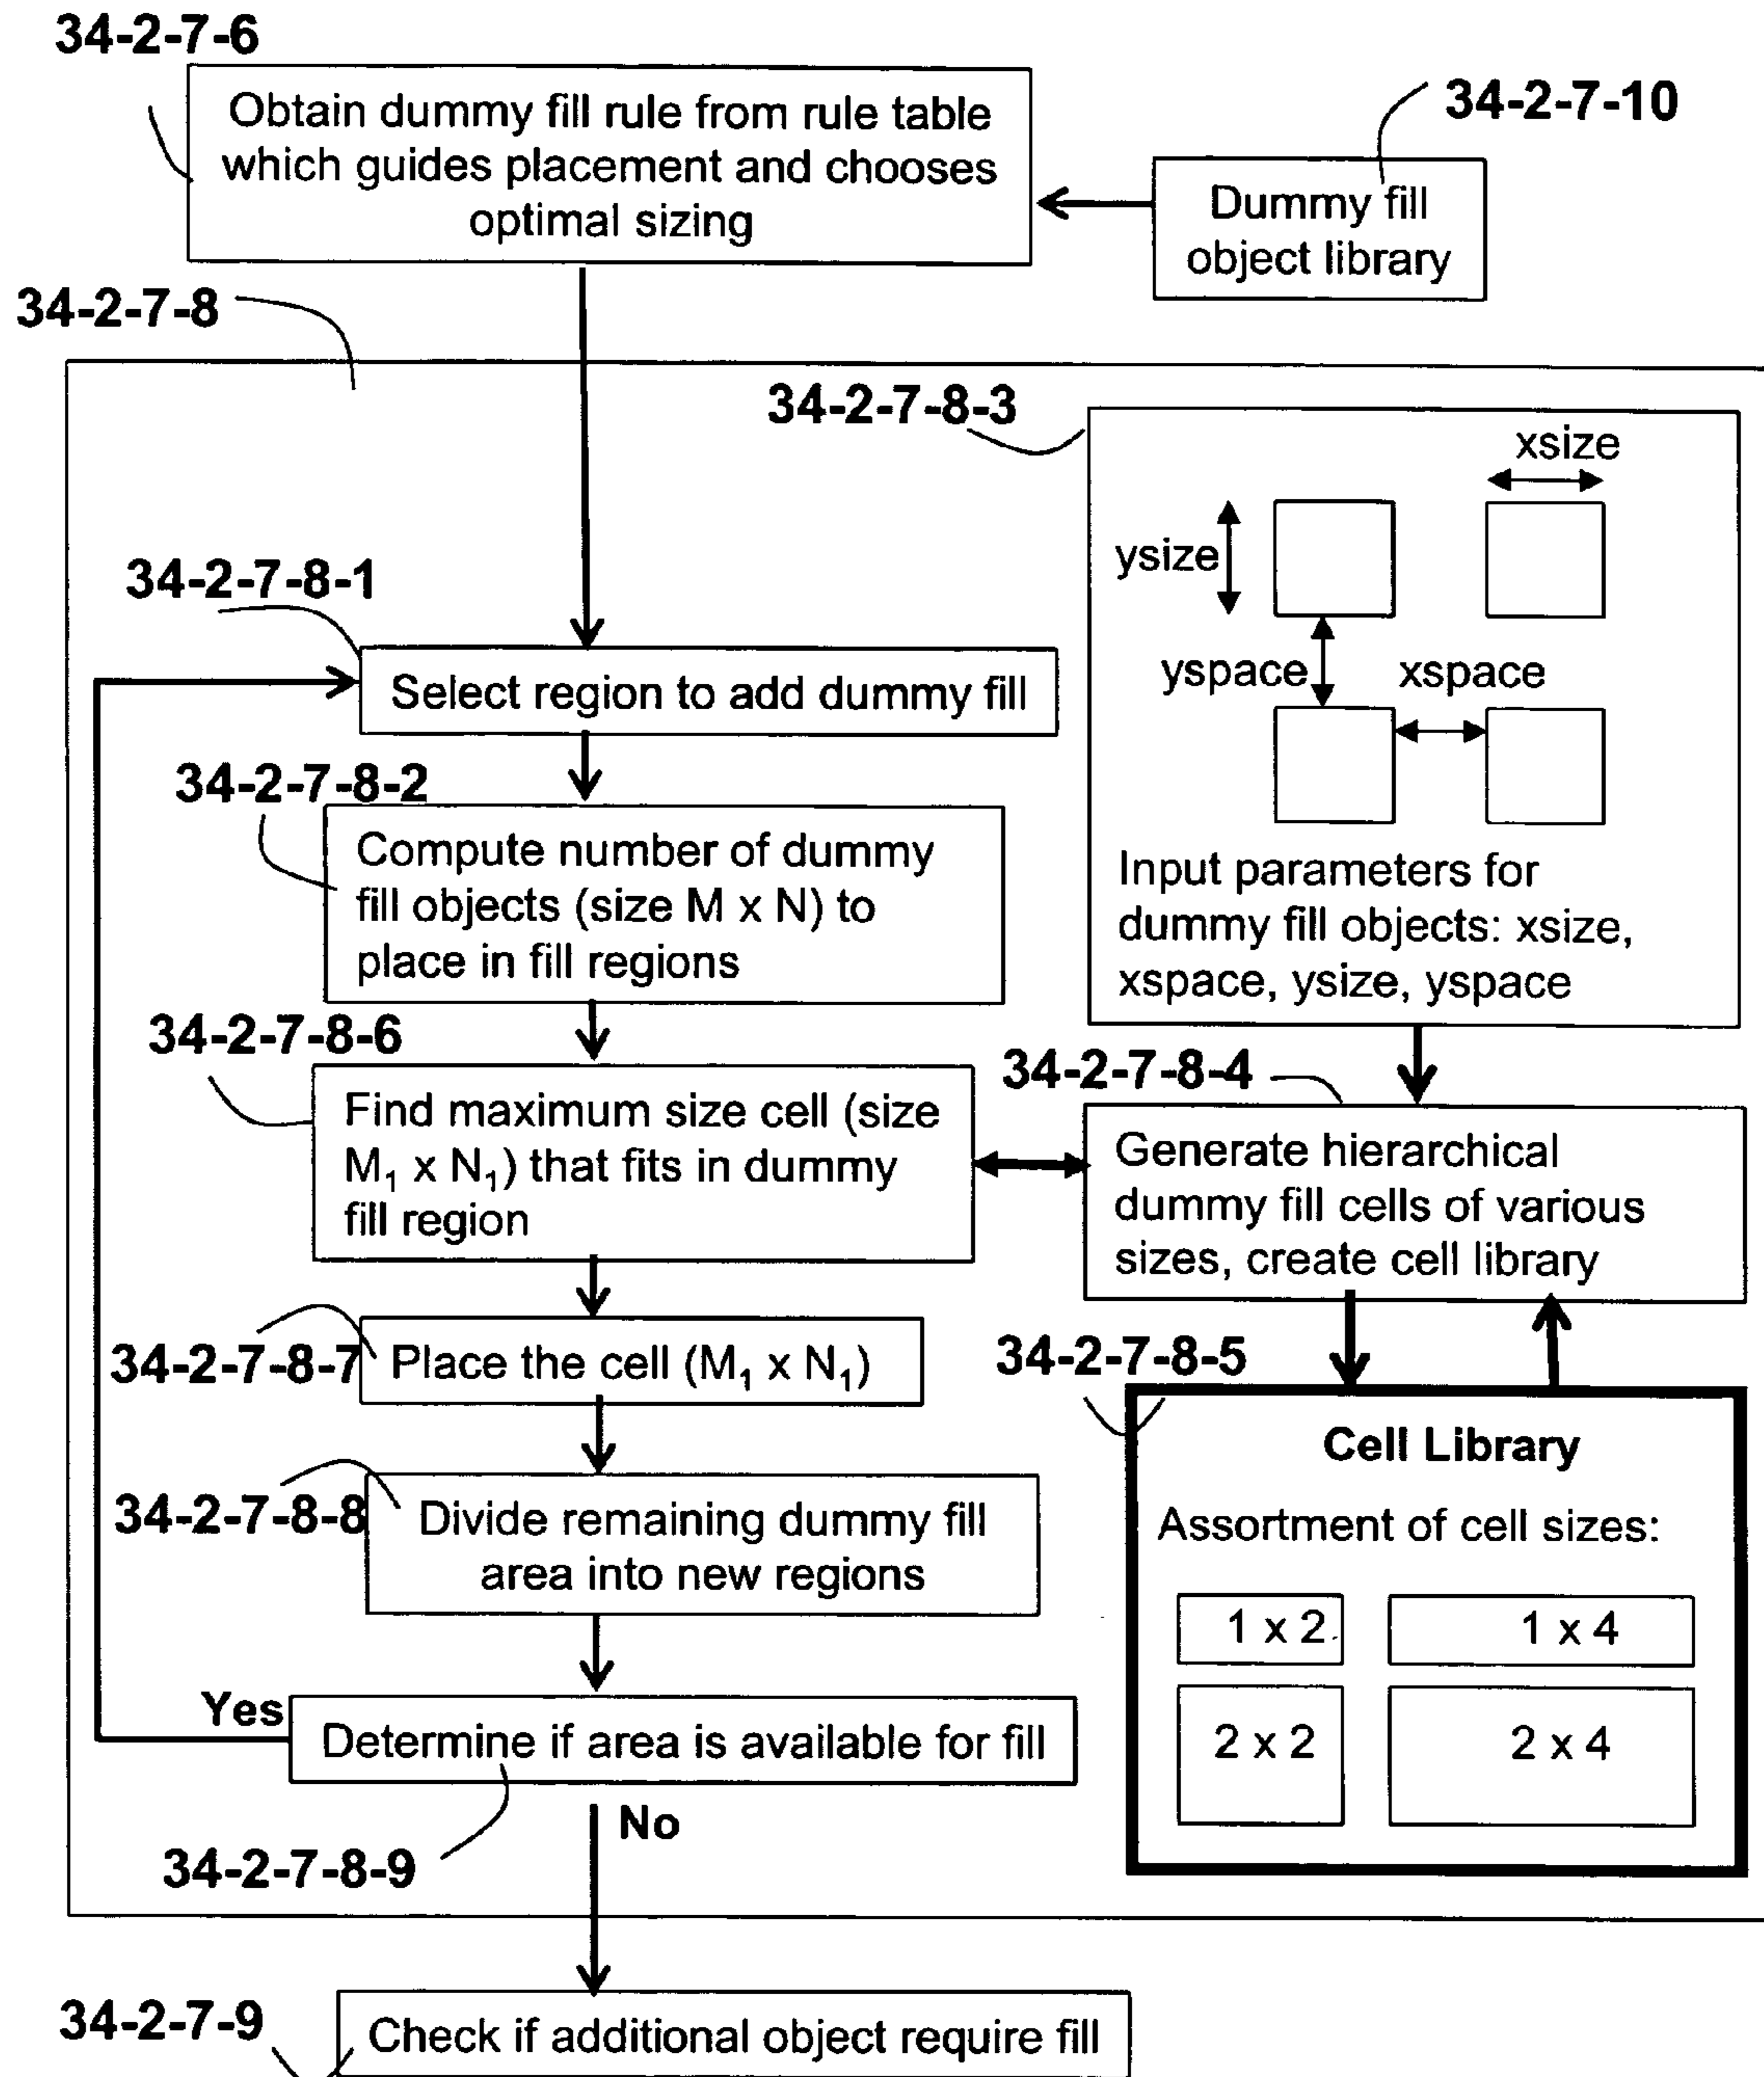 34-2-7-6
Obtain dummy fill rule from rule table
which guides placement and chooses
optimal sizing
34-2-7-10
Dummy fill
object library
34-2-7-8
34-2-7-8-3
xsize
ysize
yspace
xspace
Input parameters for
dummy fill objects: xsize,
xspace, ysize, yspace
34-2-7-8-1
Select region to add dummy fill
34-2-7-8-2
Compute number of dummy
fill objects (size M x N) to
place in fill regions
34-2-7-8-6
Find maximum size cell (size
M₁ x N₁) that fits in dummy
fill region
34-2-7-8-4
Generate hierarchical
dummy fill cells of various
sizes, create cell library
34-2-7-8-7
Place the cell (M₁ x N₁)
34-2-7-8-5
Cell Library
Assortment of cell sizes:
1 x 2
1 x 4
2 x 2
2 x 4
34-2-7-8-8
Divide remaining dummy fill
area into new regions
Yes
Determine if area is available for fill
No
34-2-7-8-9
34-2-7-9
Check if additional object require fill